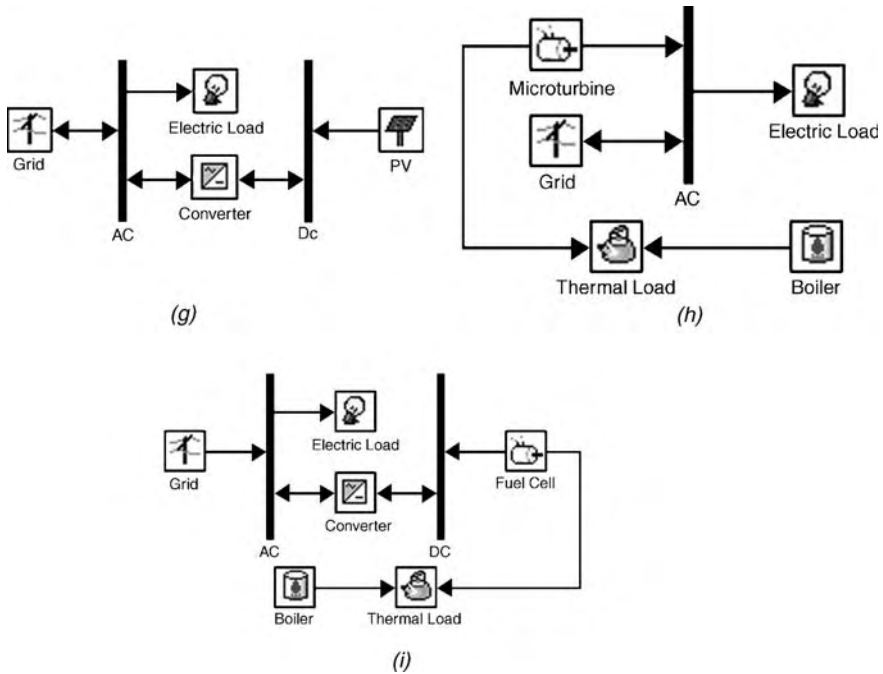 Electric Load
Grid
Converter
PV
AC
Dc
(g)
Microturbine
Electric Load
Grid
AC
Thermal Load
Boiler
(h)
Electric Load
Grid
Fuel Cell
Converter
AC
DC
Boiler
Thermal Load
(i)